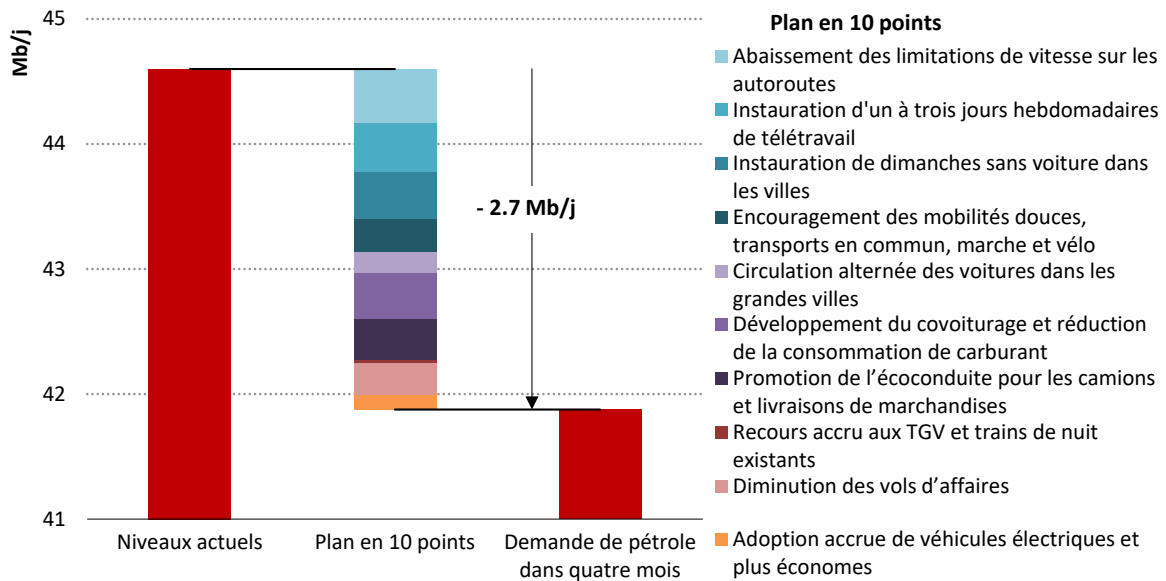 Mb/j
45
44
43
42
41
- 2.7 Mb/j
Niveaux actuels
Plan en 10 points
Demande de pétrole
dans quatre mois
Plan en 10 points
Abaissement des limitations de vitesse sur les
autoroutes
Instauration d'un à trois jours hebdomadaires
de télétravail
Instauration de dimanches sans voiture dans
les villes
Encouragement des mobilités douces,
transports en commun, marche et vélo
Circulation alternée des voitures dans les
grandes villes
Développement du covoiturage et réduction
de la consommation de carburant
Promotion de l’écoconduite pour les camions
et livraisons de marchandises
Recours accru aux TGV et trains de nuit
existants
Diminution des vols d’affaires
Adoption accrue de véhicules électriques et
plus économes